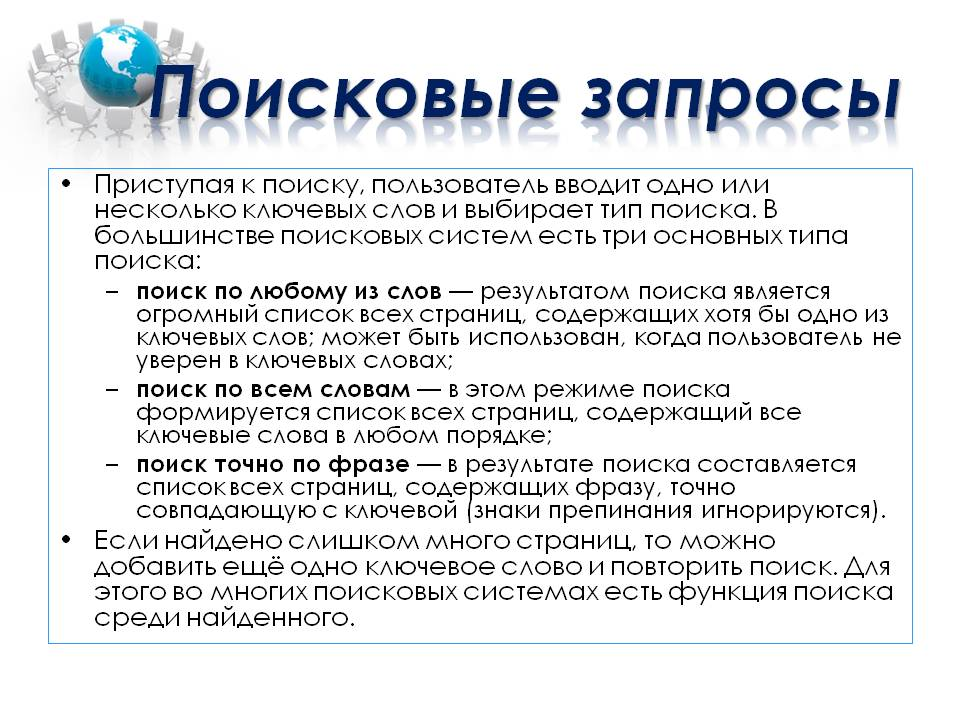 Поисковые запросы
• Приступая к поиску, пользователь вводит одно или
несколько ключевых слов и выбирает тип поиска. В
большинстве поисковых систем есть три основных типа
поиска:
– поиск по любому из слов — результатом поиска является
огромный список всех страниц, содержащих хотя бы одно из
ключевых слов; может быть использован, когда пользователь не
уверен в ключевых словах;
– поиск по всем словам — в этом режиме поиска
формируется список всех страниц, содержащий все
ключевые слова в любом порядке;
– поиск точно по фразе — в результате поиска составляется
список всех страниц, содержащих фразу, точно
совпадающую с ключевой (знаки препинания игнорируются).
• Если найдено слишком много страниц, то можно
добавить ещё одно ключевое слово и повторить поиск. Для
этого во многих поисковых системах есть функция поиска
среди найденного.